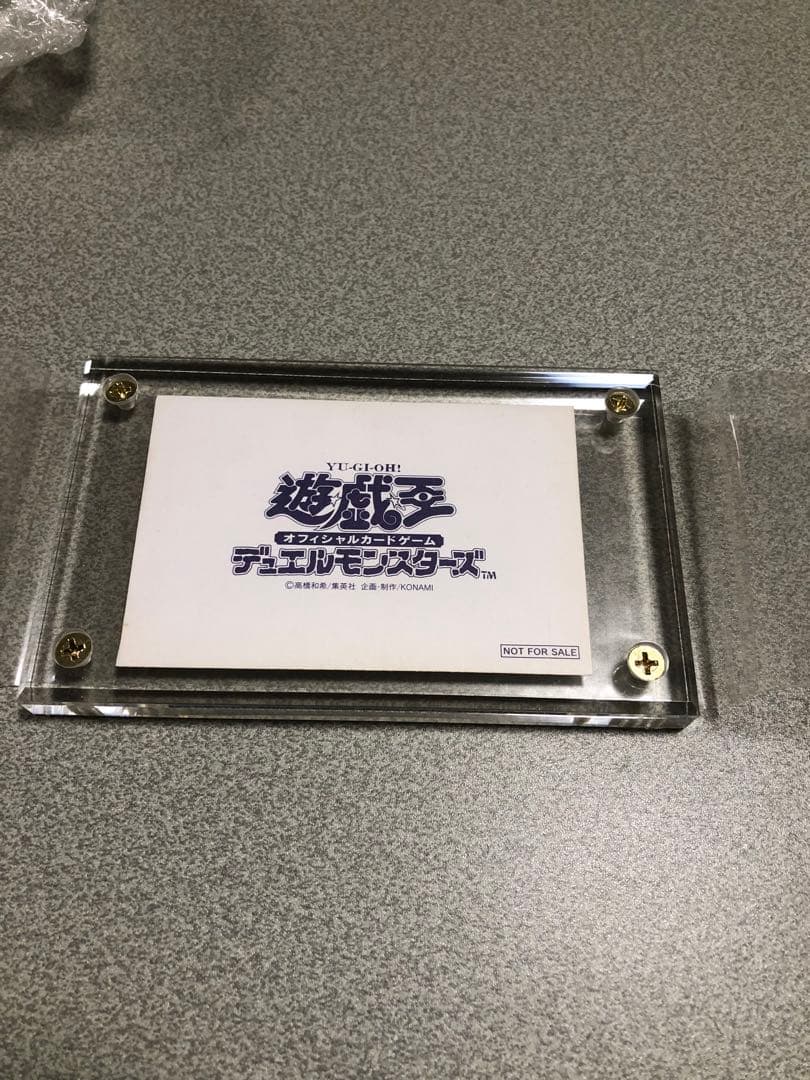 YU-GI-OH!
遊戯王
オフィシャルカードゲーム
デュエルモンスターズ™
©高橋和希/集英社 企画・制作/KONAMI
NOT FOR SALE